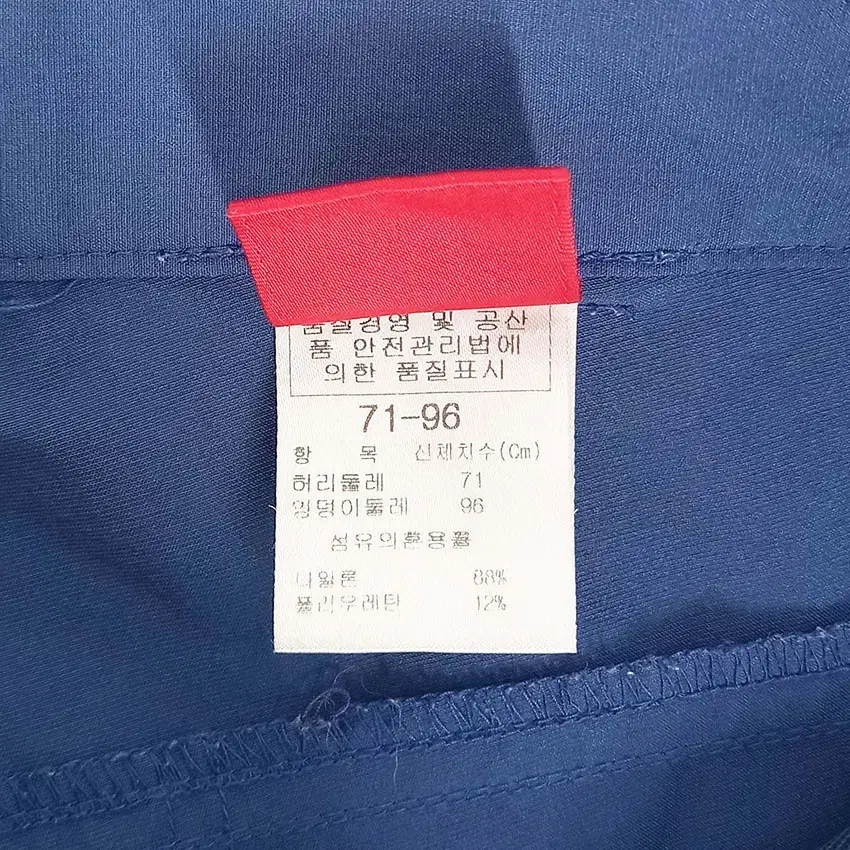 품질경영 및 공산
품 안전관리법에
의한 품질표시
71-96
항 목 신체치수(Cm)
허리둘레 71
엉덩이둘레 96
섬유의혼용률
나일론 88%
폴리우레탄 12%